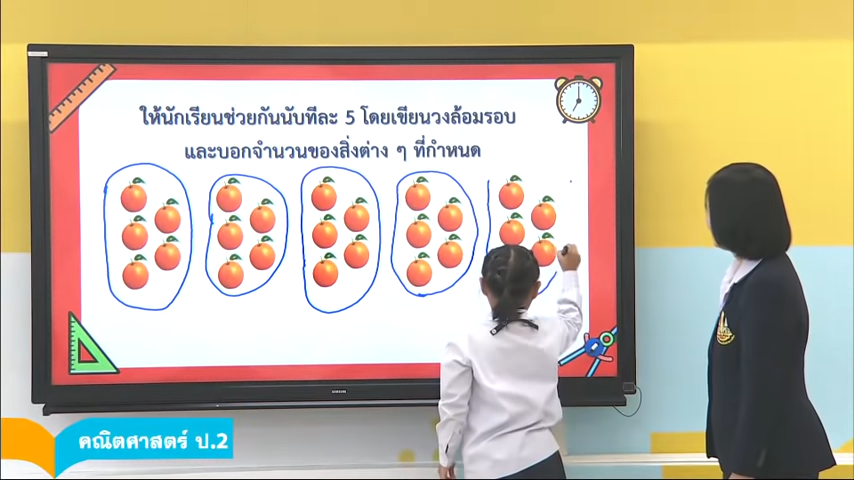 ให้นักเรียนช่วยกันนับทีละ 5 โดยเขียนวงล้อมรอบ
และบอกจำนวนของสิ่งต่าง ๆ ที่กำหนด
SAMSUNG
คณิตศาสตร์ ป.2